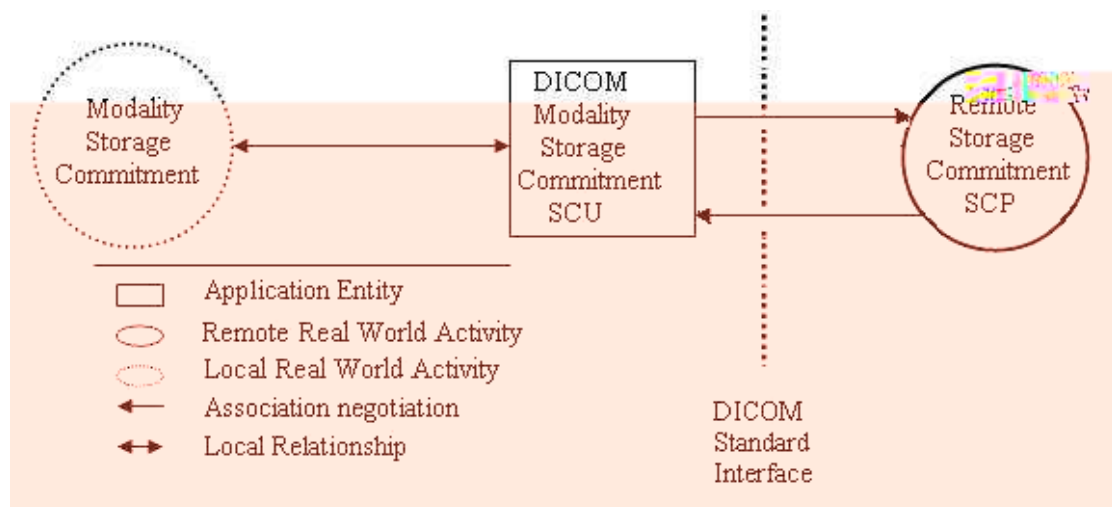 Modality
Storage
Commitment
DICOM
Modality
Storage
Commitment
SCU
Remote
Storage
Commitment
SCP
Application Entity
Remote Real World Activity
Local Real World Activity
Association negotiation
Local Relationship
DICOM
Standard
Interface